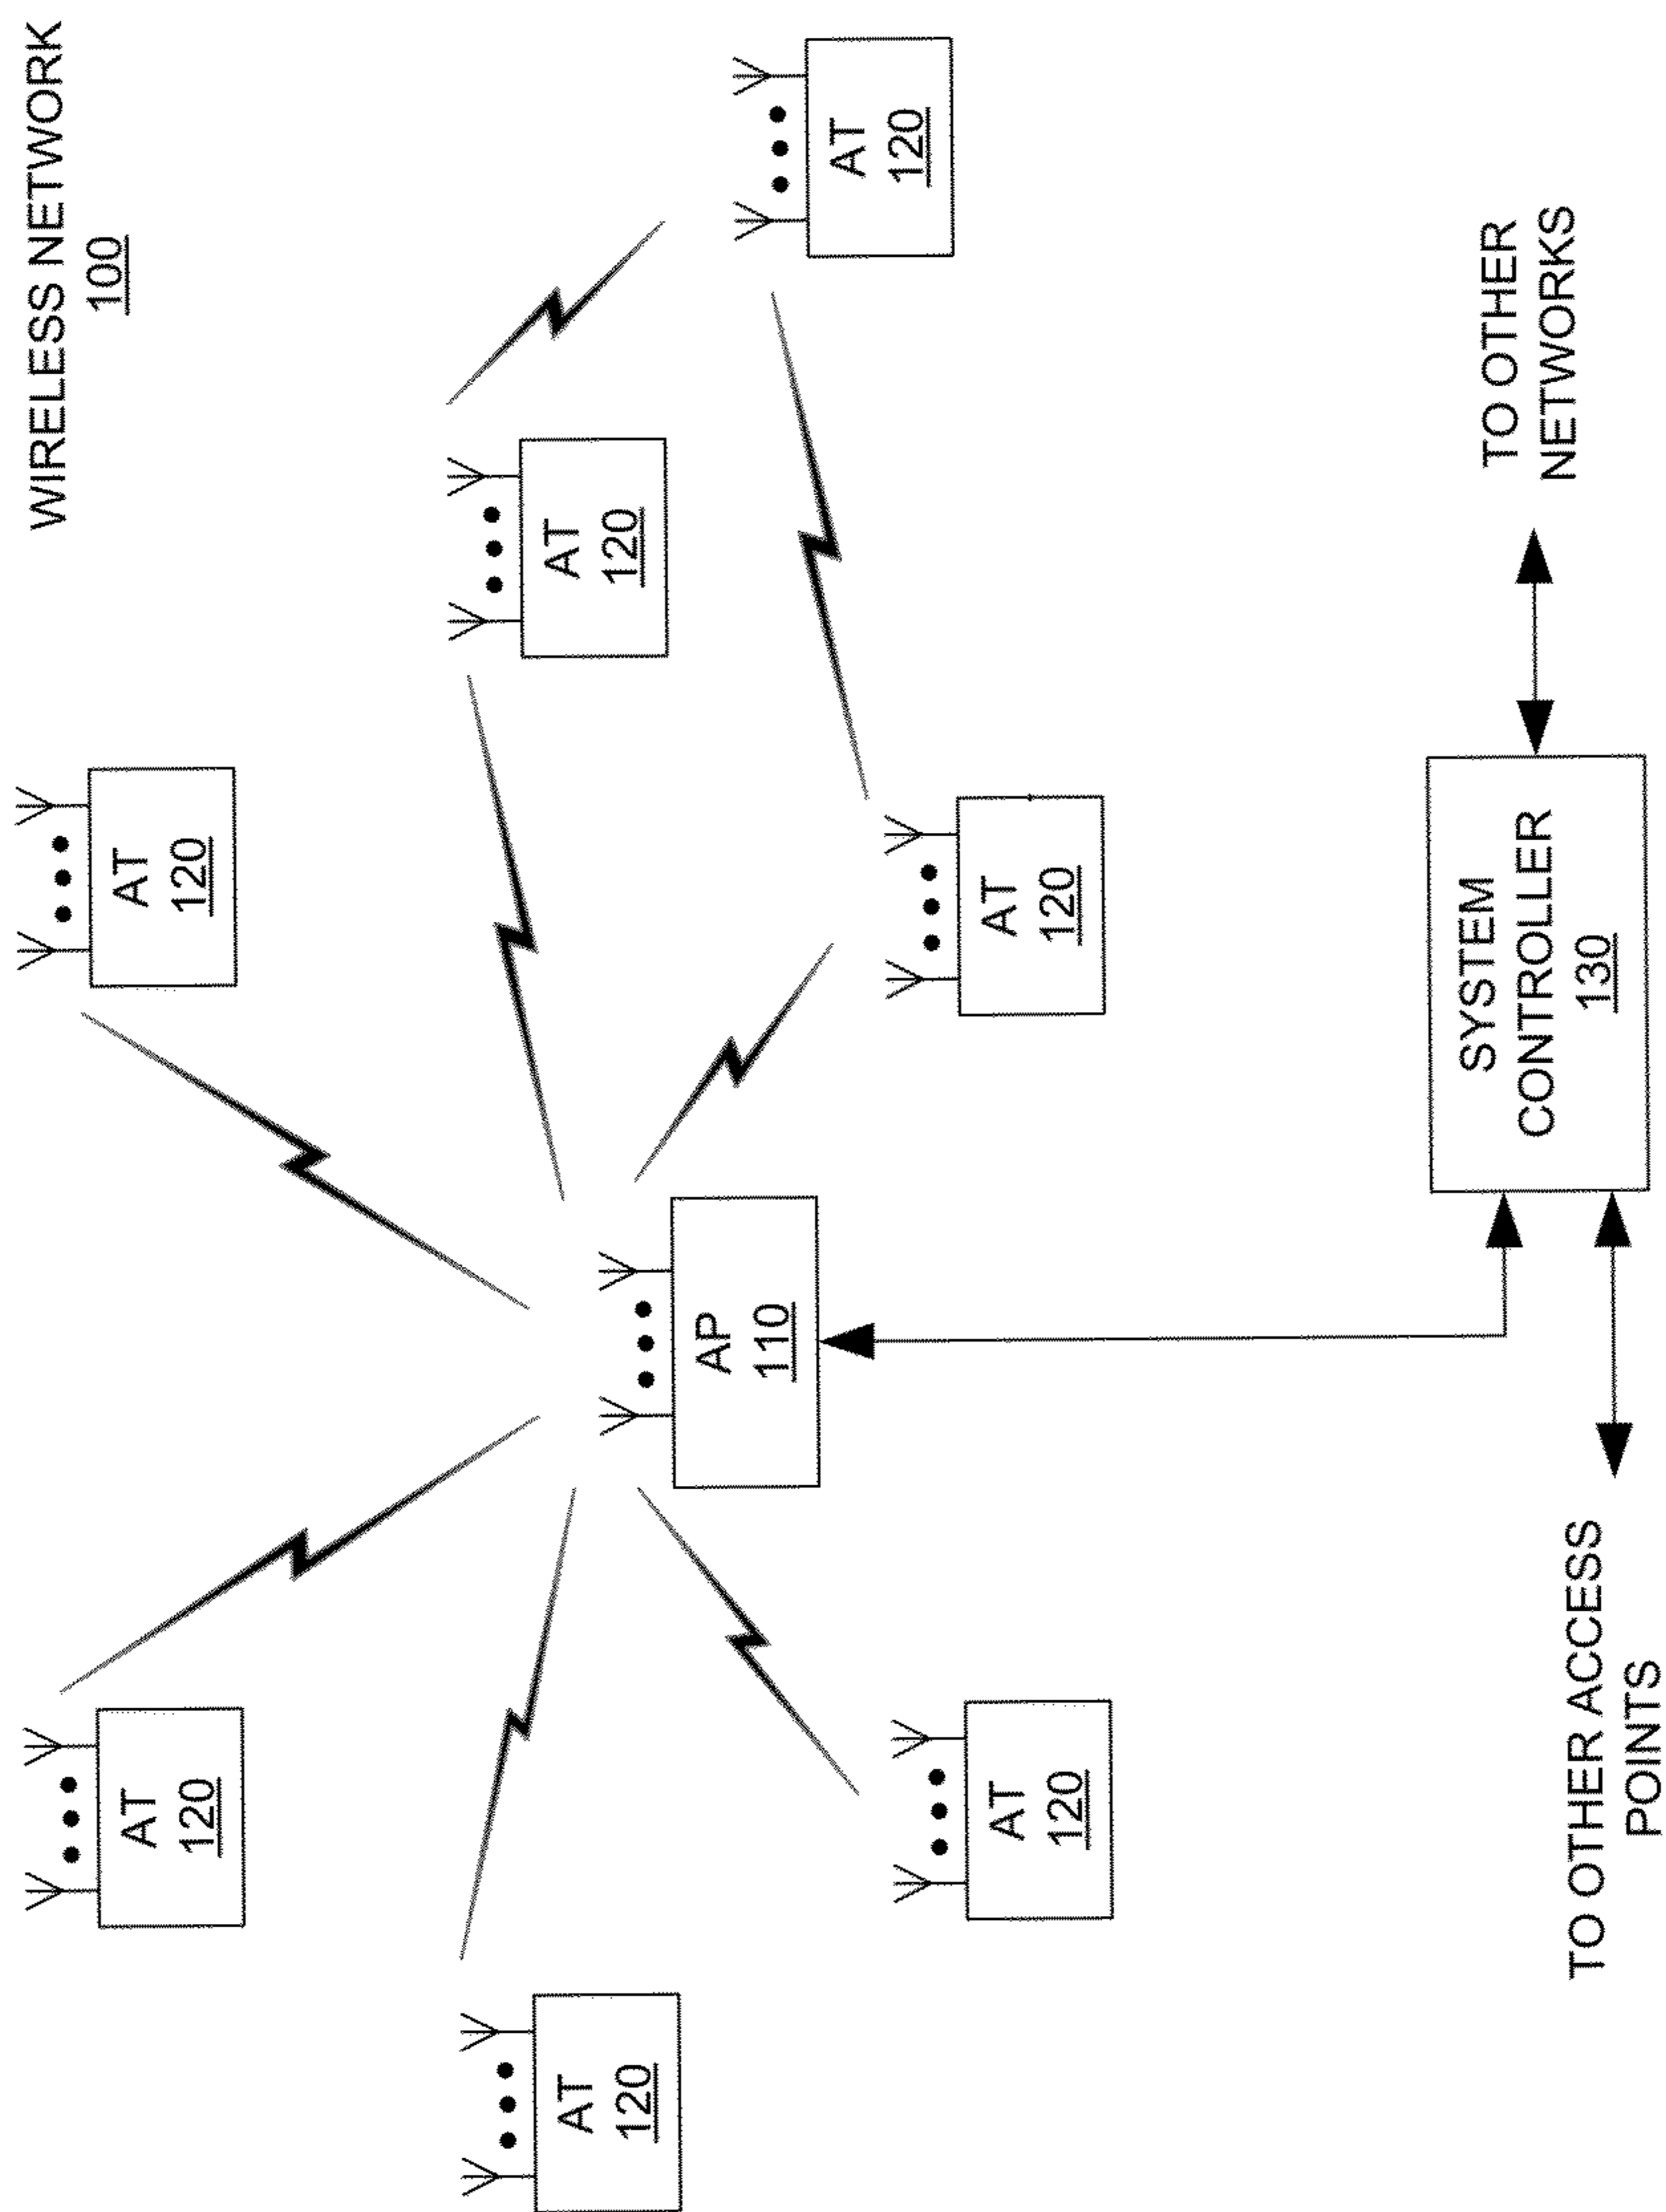 WIRELESS NETWORK
100
AT
120
AT
120
AT
120
AT
120
AP
110
AT
120
AT
120
AT
120
SYSTEM
CONTROLLER
130
TO OTHER
NETWORKS
TO OTHER ACCESS
POINTS